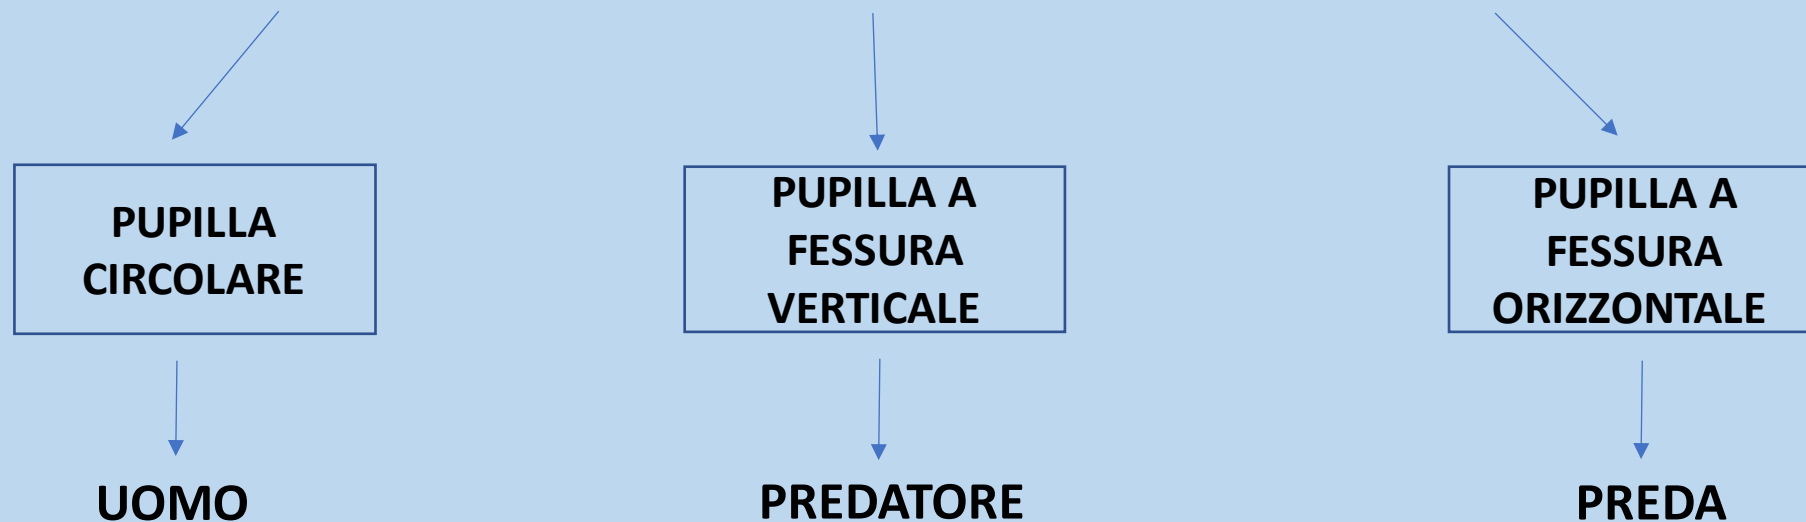 PUPILLA
CIRCOLARE
PUPILLA A
FESSURA
VERTICALE
PUPILLA A
FESSURA
ORIZZONTALE
UOMO
PREDATORE
PREDA